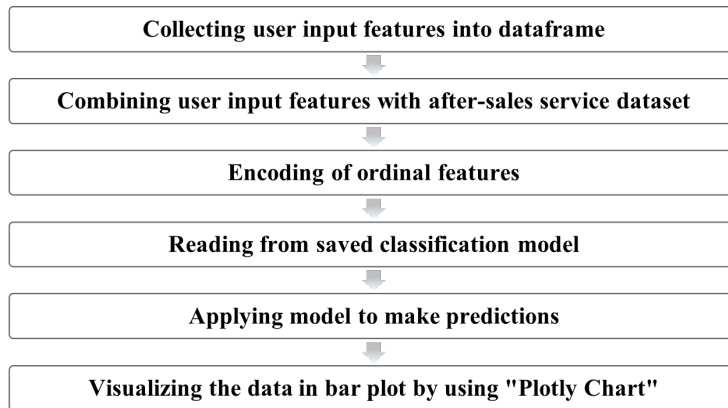 Collecting user input features into dataframe
Combining user input features with after-sales service dataset
Encoding of ordinal features
Reading from saved classification model
Applying model to make predictions
Visualizing the data in bar plot by using "Plotly Chart"